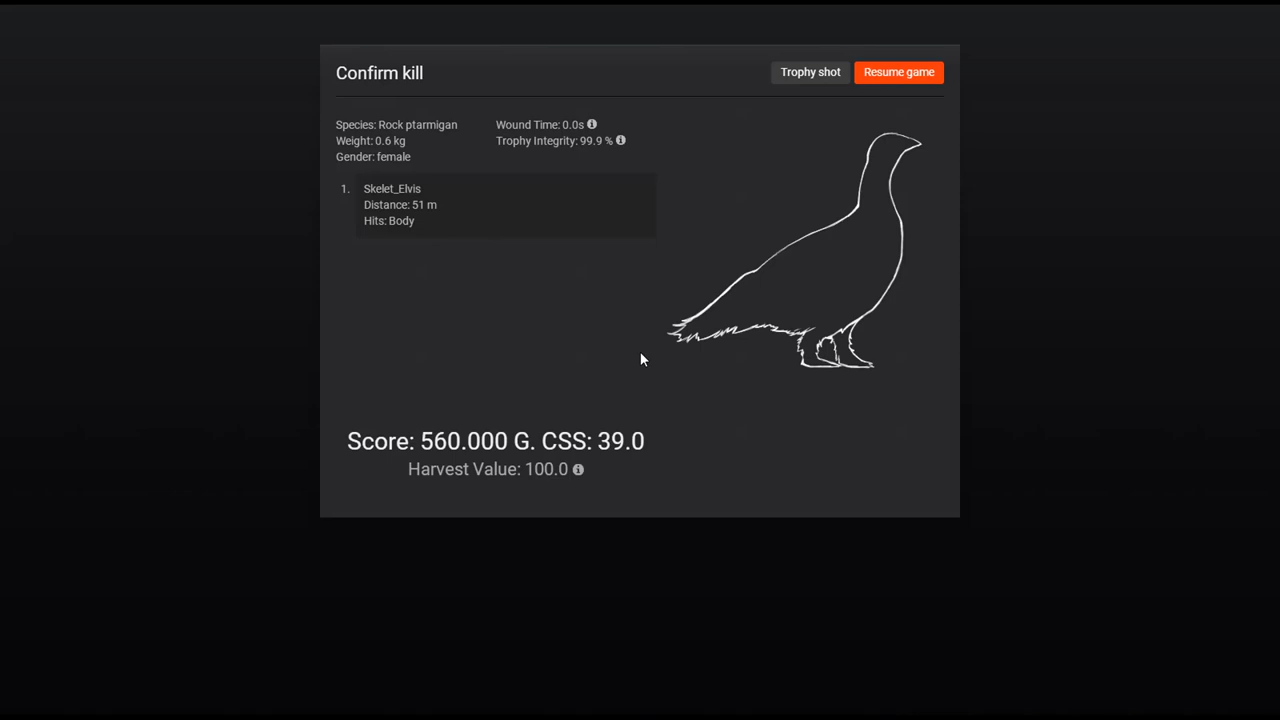 Confirm kill
Trophy shot
Resume game
Species: Rock ptarmigan
Weight: 0.6 kg
Gender: female
Wound Time: 0.0s
Trophy Integrity: 99.9 %
1.
Skelet_Elvis
Distance: 51 m
Hits: Body
Score: 560.000 G. CSS: 39.0
Harvest Value: 100.0